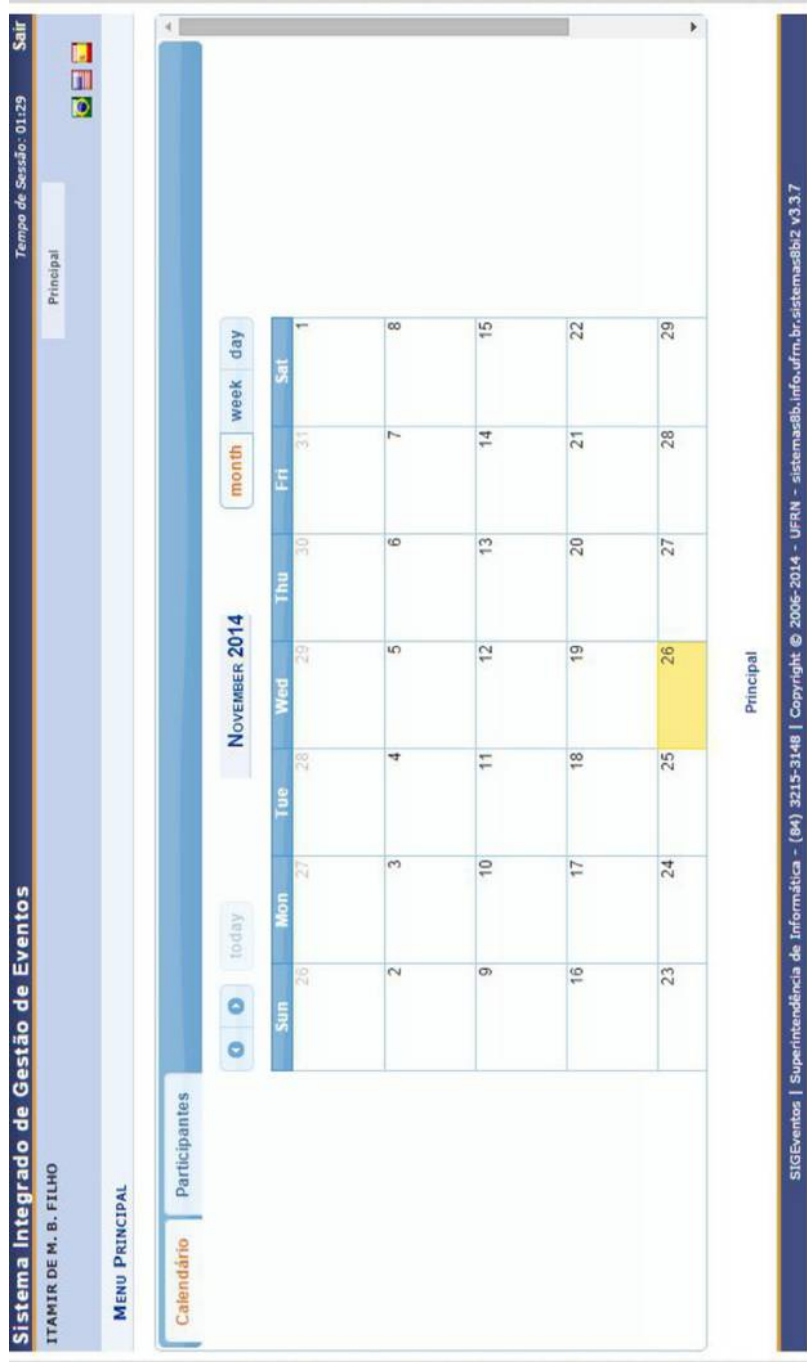 Sistema Integrado de Gestão de Eventos Tempo de Sessão: 01:29 Sair
ITAMIR DE M. B. FILHO Principal
MENU PRINCIPAL
Calendário Participantes
today NOVEMBER 2014 month week day
Sun Mon Tue Wed Thu Fri Sat
26 27 28 29 30 31 1
2 3 4 5 6 7 8
9 10 11 12 13 14 15
16 17 18 19 20 21 22
23 24 25 26 27 28 29
Principal
SIGEventos | Superintendência de Informática - (84) 3215-3148 | Copyright © 2006-2014 - UFRN - sistemas8b.info.ufrn.br.sistemas8bi2 v3.3.7